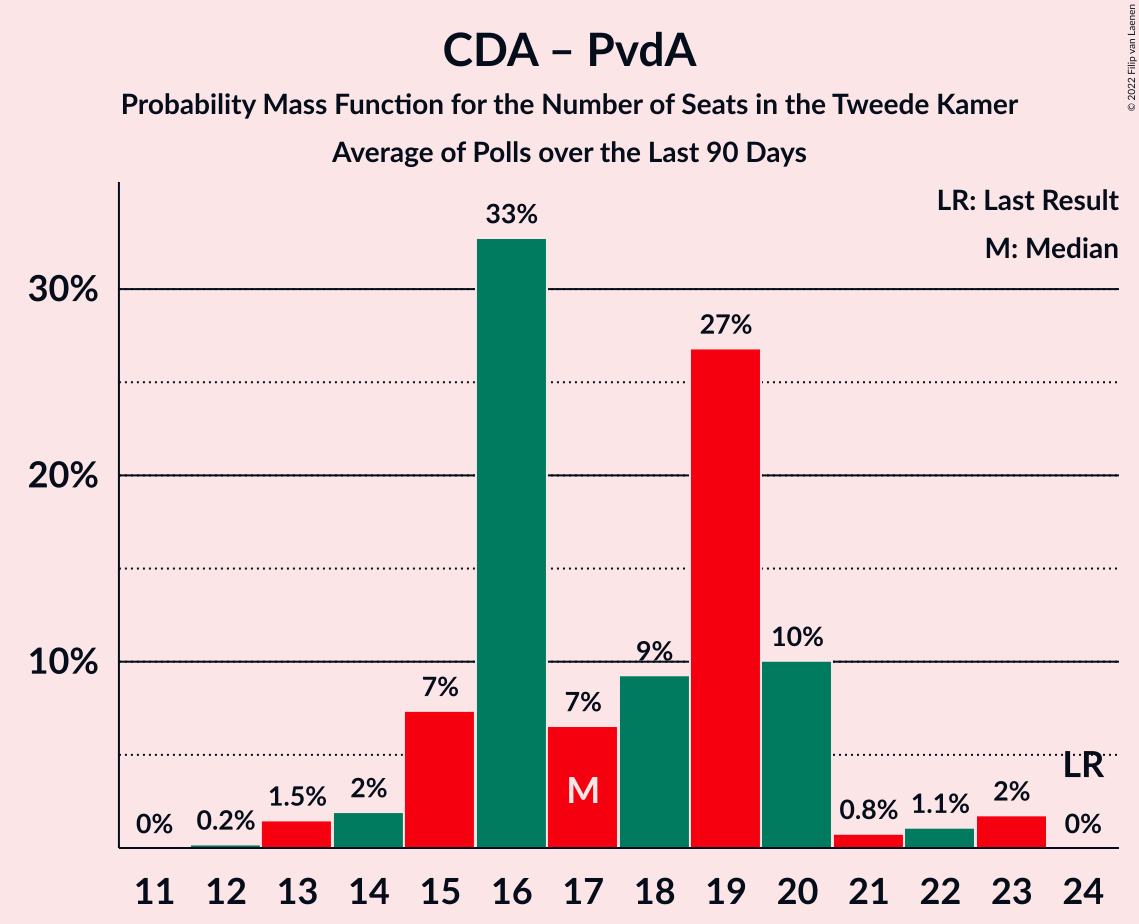 CDA – PvdA
Probability Mass Function for the Number of Seats in the Tweede Kamer
Average of Polls over the Last 90 Days
© 2022 Filip van Laenen
LR: Last Result
M: Median
30%
20%
10%
0%
0.2%
1.5%
2%
7%
33%
7%
9%
27%
10%
0.8%
1.1%
2%
0%
M
LR
11 12 13 14 15 16 17 18 19 20 21 22 23 24